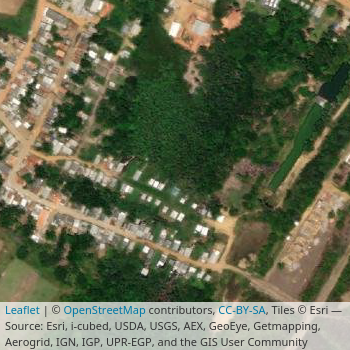 Leaflet | © OpenStreetMap contributors, CC-BY-SA, Tiles © Esri —
Source: Esri, i-cubed, USDA, USGS, AEX, GeoEye, Getmapping,
Aerogrid, IGN, IGP, UPR-EGP, and the GIS User Community